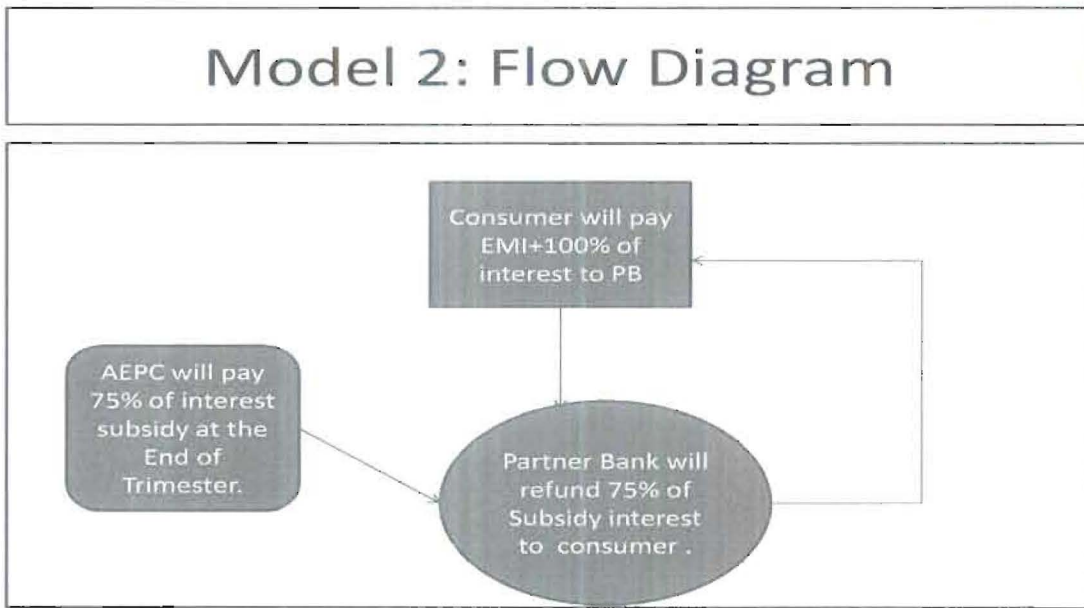 Model 2: Flow Diagram
Consumer will pay
EMI+100% of
interest to PB
AEPC will pay
75% of interest
subsidy at the
End of
Trimester.
Partner Bank will
refund 75% of
Subsidy interest
to consumer .